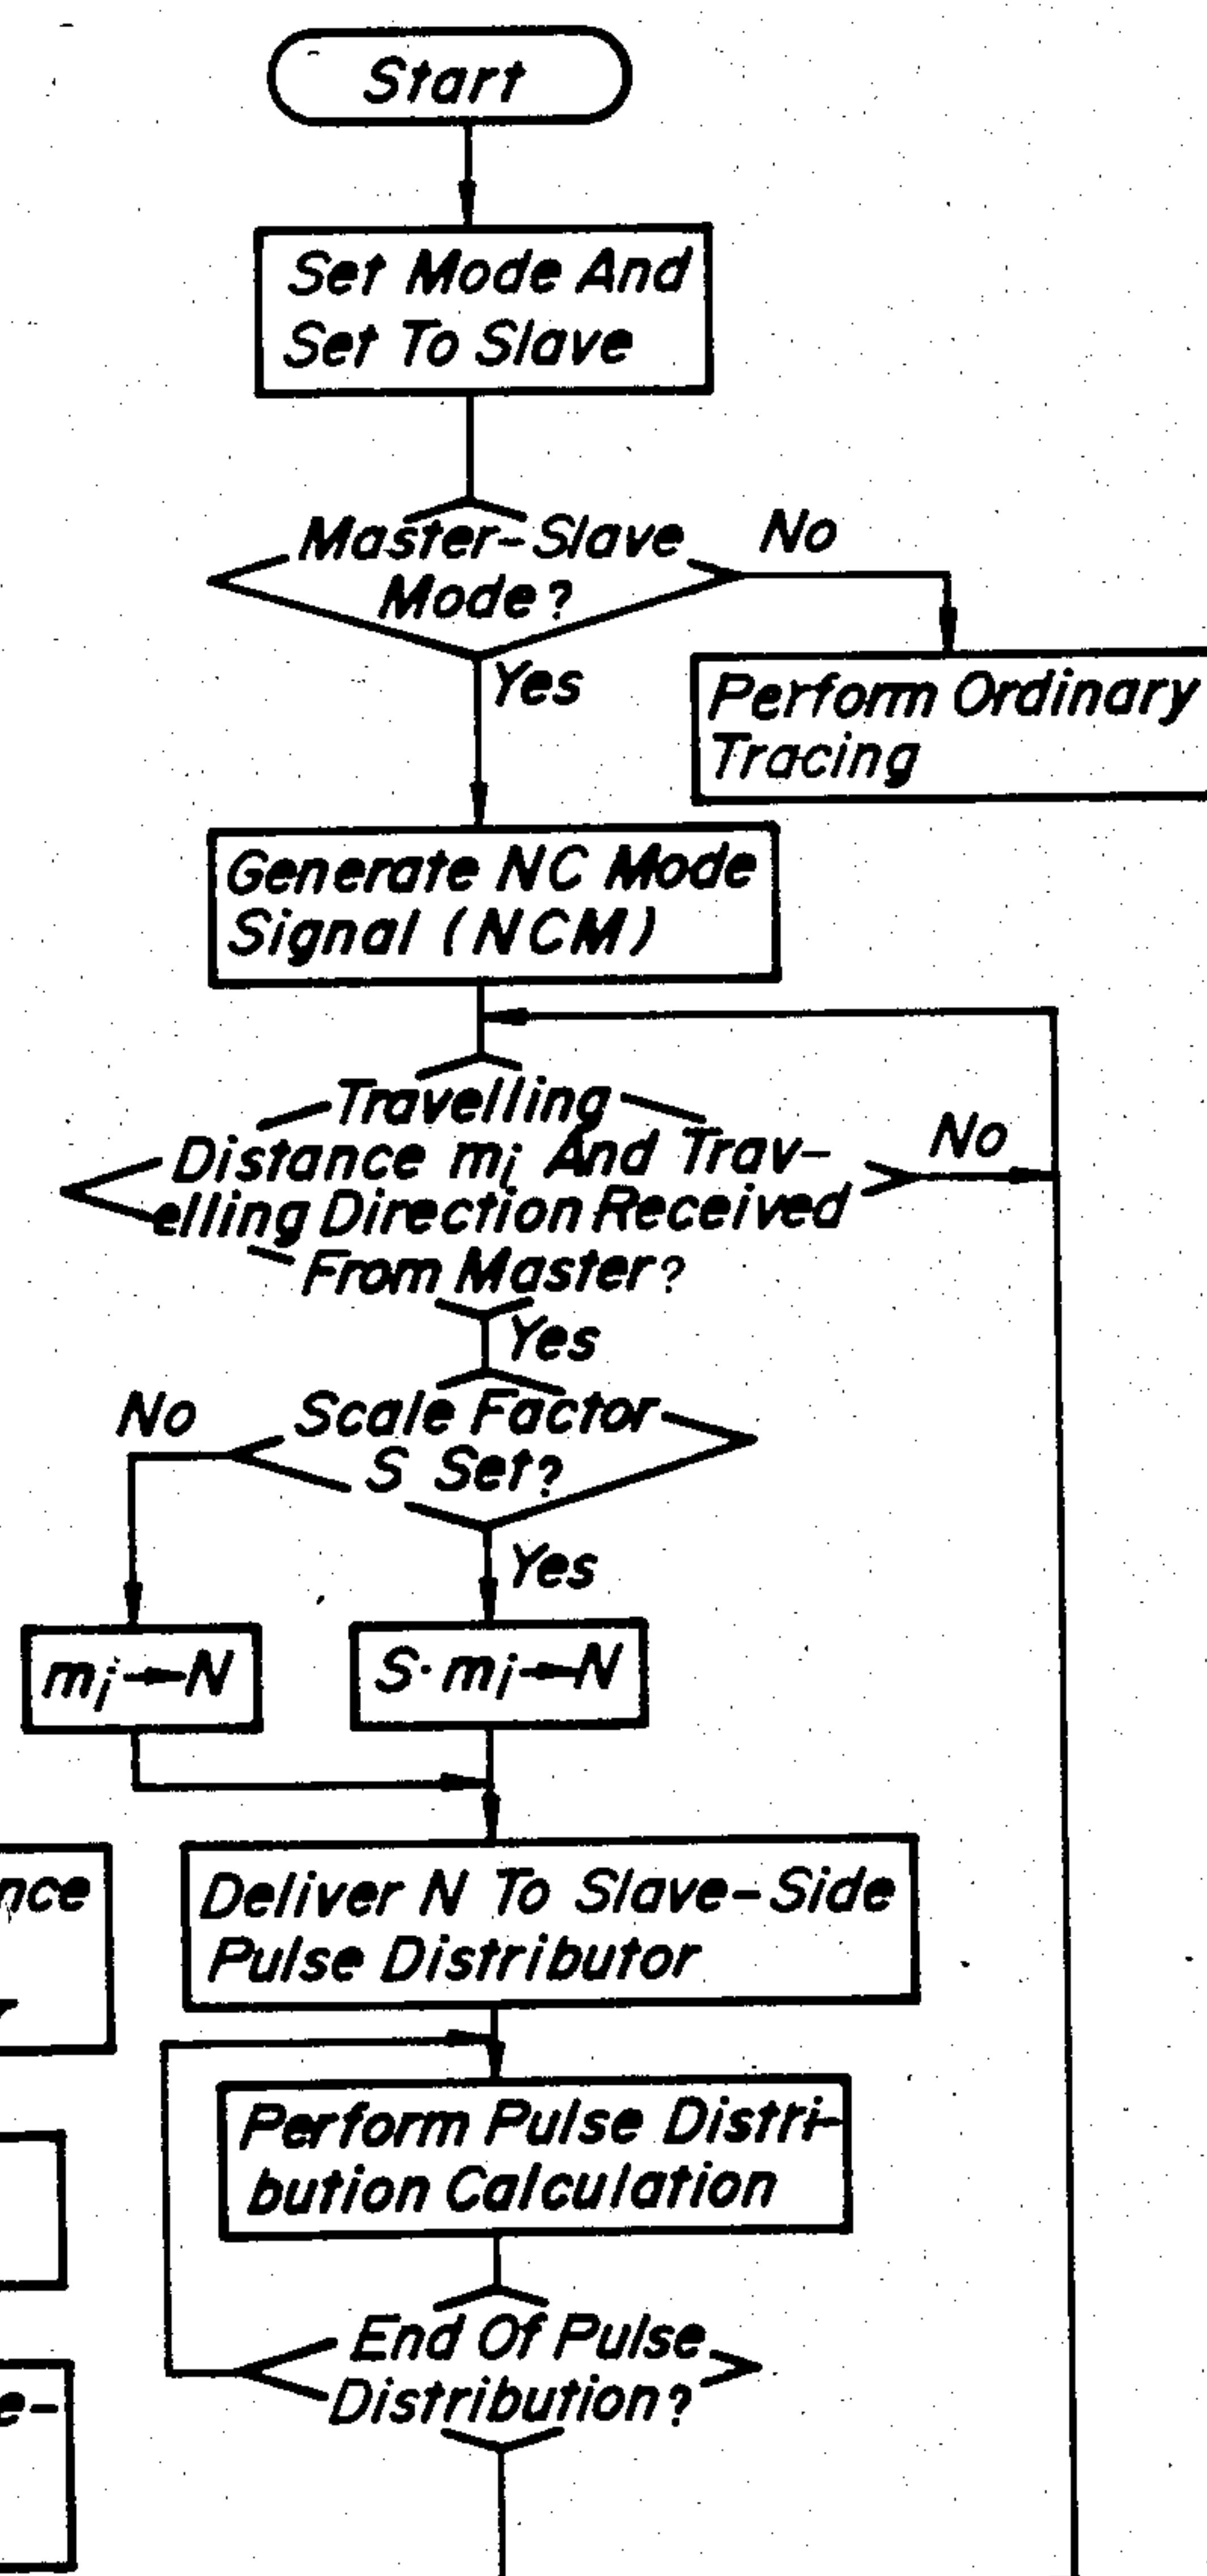 Start
Set Mode And
Set To Slave
Master-Slave
Mode?
No
Yes
Perform Ordinary
Tracing
Generate NC Mode
Signal (NCM)
Travelling
Distance mi And Trav-
elling Direction Received
From Master?
No
Yes
Scale Factor
S Set?
No
Yes
mi→N
S·mi→N
Deliver N To Slave-Side
Pulse Distributor
Perform Pulse Distri-
bution Calculation
End Of Pulse
Distribution?